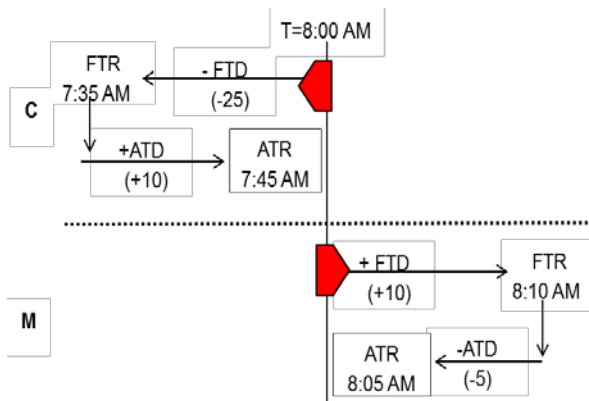 T=8:00 AM
FTR
7:35 AM
- FTD
(-25)
C
+ATD
(+10)
ATR
7:45 AM
+ FTD
(+10)
FTR
8:10 AM
M
ATR
8:05 AM
-ATD
(-5)